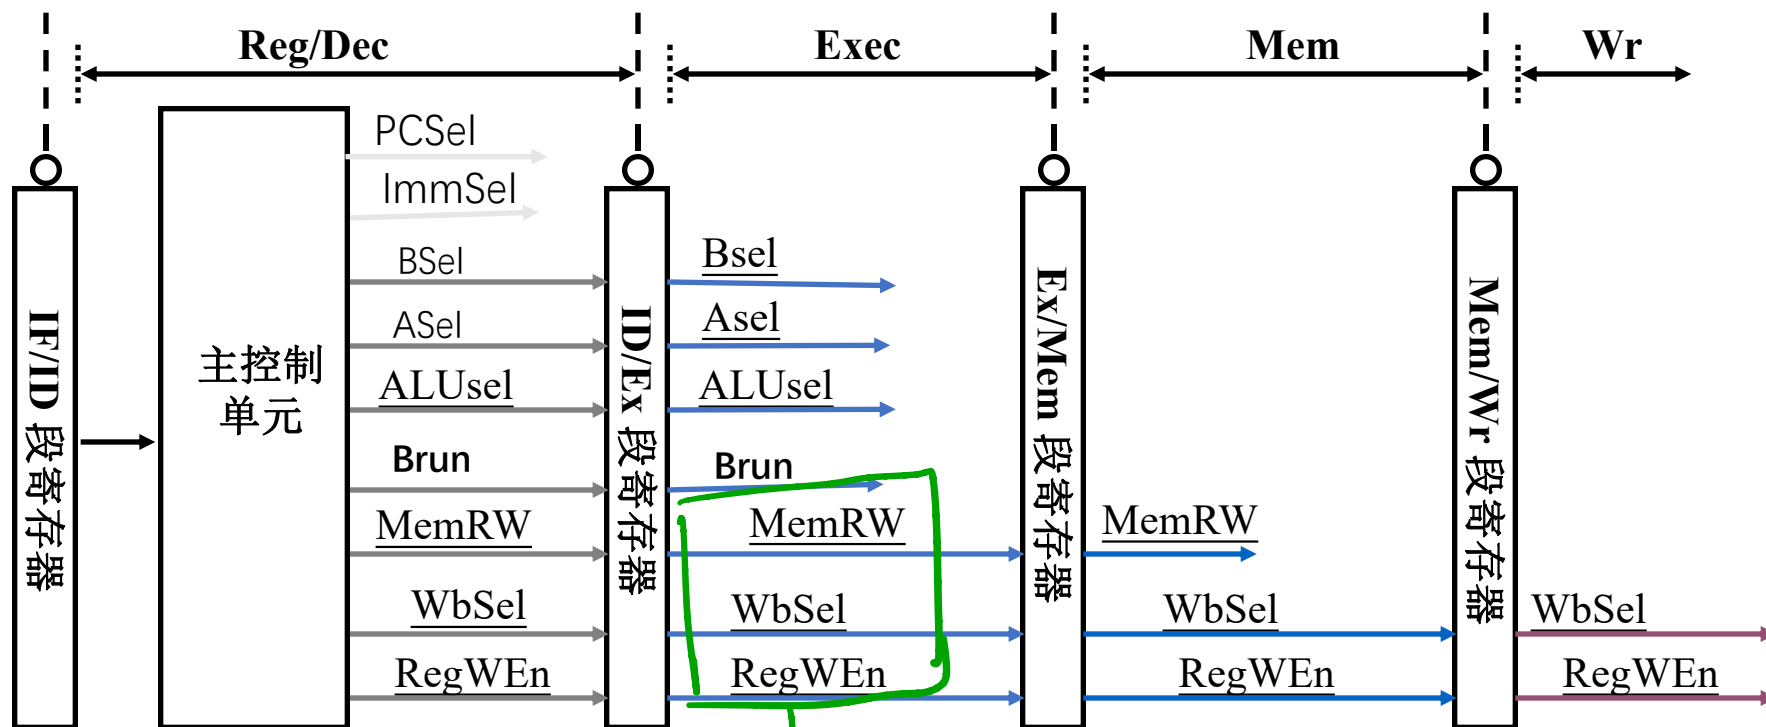 Reg/Dec
Exec
Mem
Wr
PCSel
ImmSel
BSel
ASel
ALUsel
Brun
MemRW
WbSel
RegWEn
IF/ID 段寄存器
主控制
单元
ID/Ex 段寄存器
Bsel
Asel
ALUsel
Brun
MemRW
WbSel
RegWEn
Ex/Mem 段寄存器
MemRW
WbSel
RegWEn
Mem/Wr 段寄存器
WbSel
RegWEn